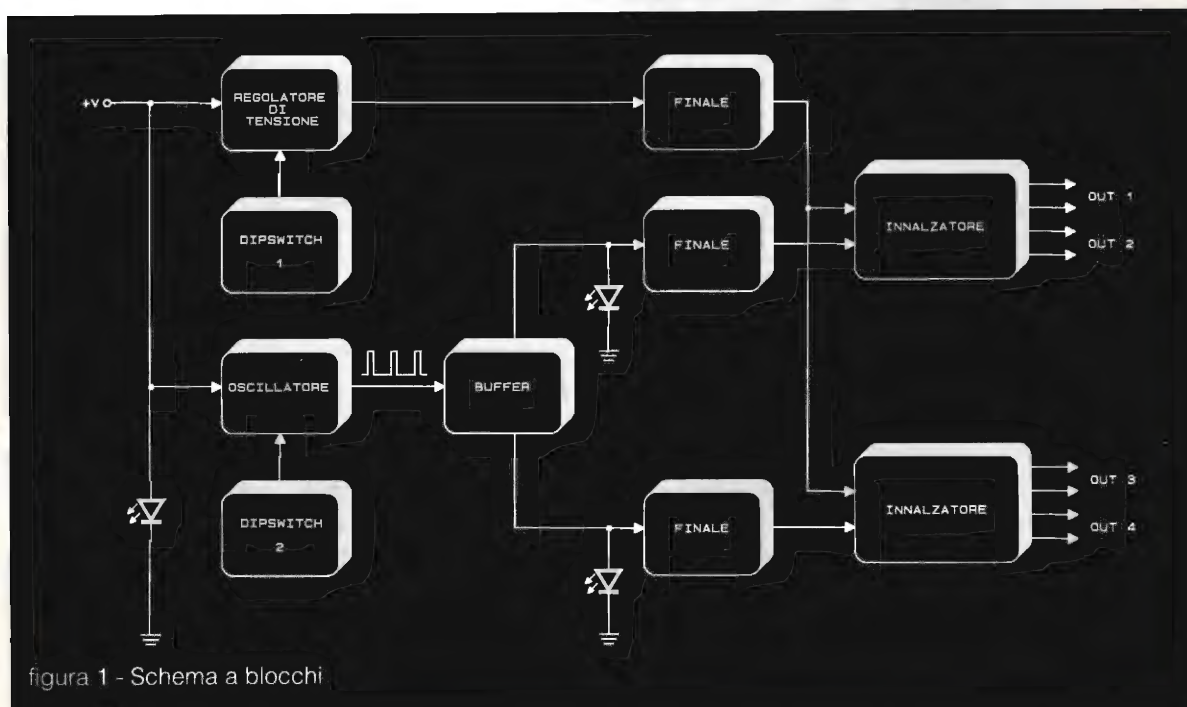 +V
REGOLATORE
DI
TENSIONE
FINALE
DIPSWITCH
1
FINALE
INNALZATORE
OUT 1
OUT 2
OSCILLATORE
BUFFER
DIPSWITCH
2
FINALE
INNALZATORE
OUT 3
OUT 4
figura 1 - Schema a blocchi